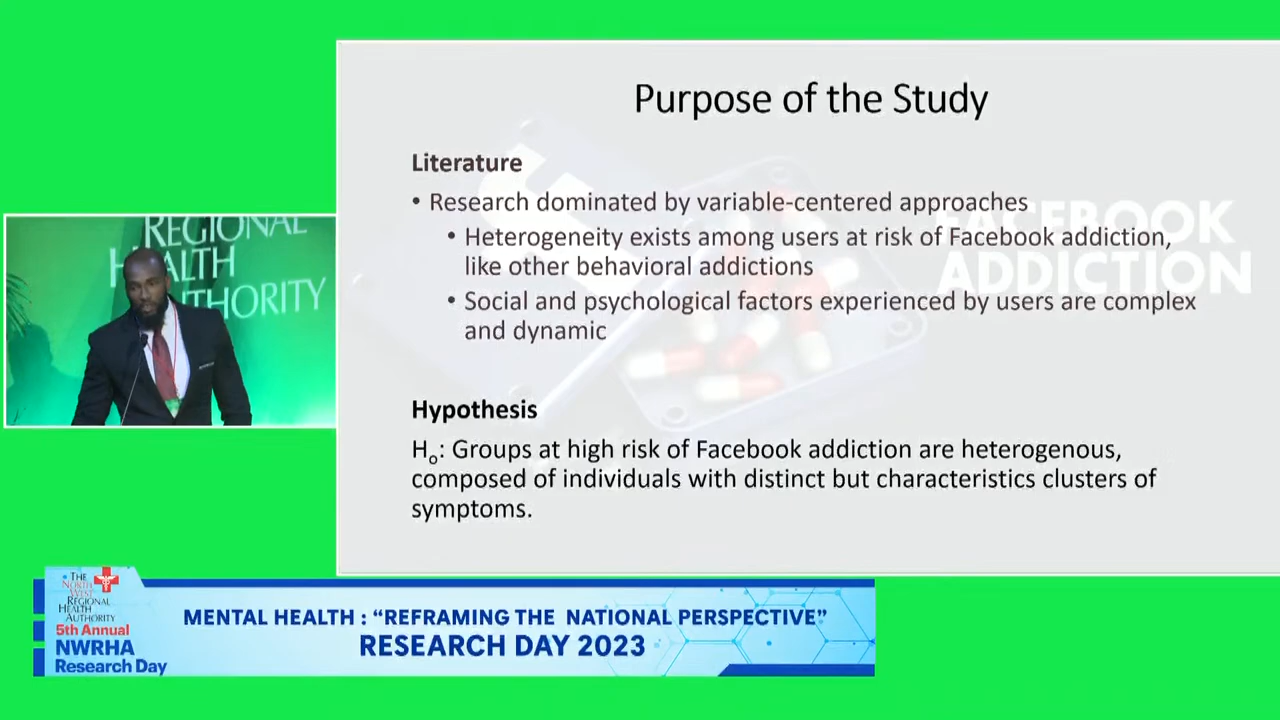 Purpose of the Study
Literature
• Research dominated by variable-centered approaches
• Heterogeneity exists among users at risk of Facebook addiction,
like other behavioral addictions
• Social and psychological factors experienced by users are complex
and dynamic
FACEBOOK
ADDICTION
Hypothesis
Ho: Groups at high risk of Facebook addiction are heterogenous,
composed of individuals with distinct but characteristics clusters of
symptoms.
REGIONAL
HEALTH
AUTHORITY
THE
NORTH
WEST
REGIONAL
HEALTH
AUTHORITY
5th Annual
NWRHA
Research Day
MENTAL HEALTH : “REFRAMING THE NATIONAL PERSPECTIVE”
RESEARCH DAY 2023